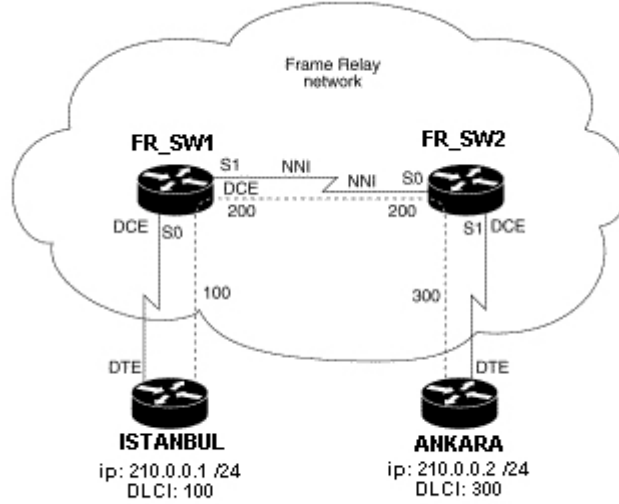 Frame Relay
network
FR_SW1
FR_SW2
S1
NNI
NNI
S0
DCE
200
200
DCE
S0
S1
DCE
100
300
DTE
DTE
ISTANBUL
ip: 210.0.0.1 /24
DLCI: 100
ANKARA
ip: 210.0.0.2 /24
DLCI: 300